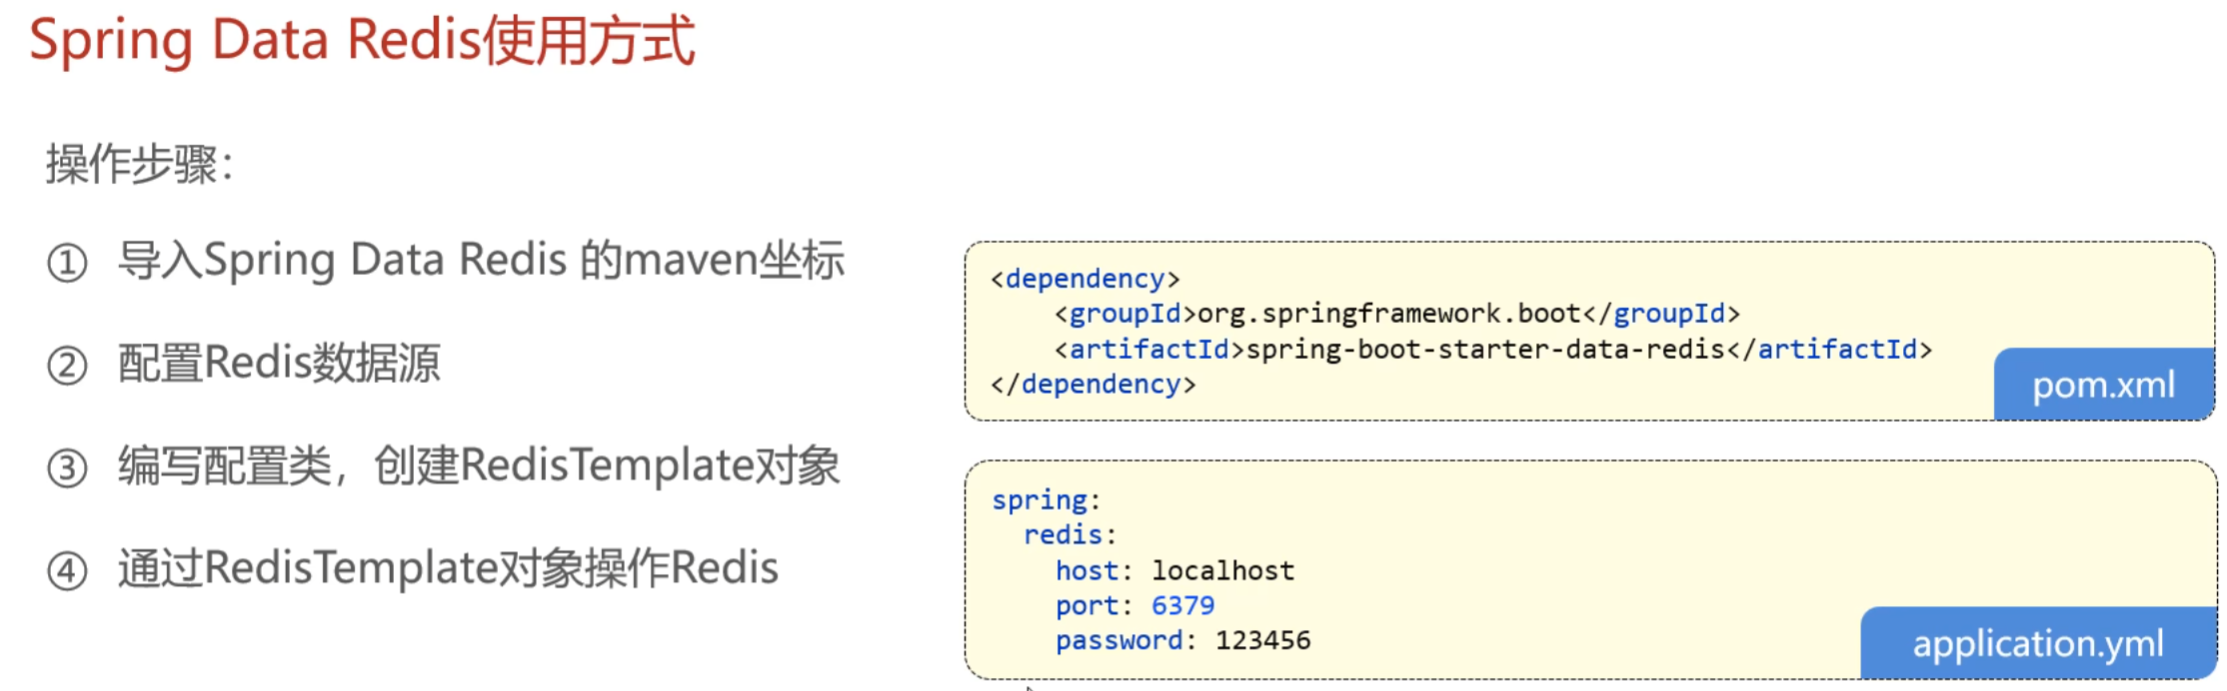 Spring Data Redis使用方式
操作步骤：
① 导入Spring Data Redis 的maven坐标
② 配置Redis数据源
③ 编写配置类，创建RedisTemplate对象
④ 通过RedisTemplate对象操作Redis
<dependency>
    <groupId>org.springframework.boot</groupId>
    <artifactId>spring-boot-starter-data-redis</artifactId>
</dependency>
pom.xml
spring:
  redis:
    host: localhost
    port: 6379
    password: 123456
application.yml